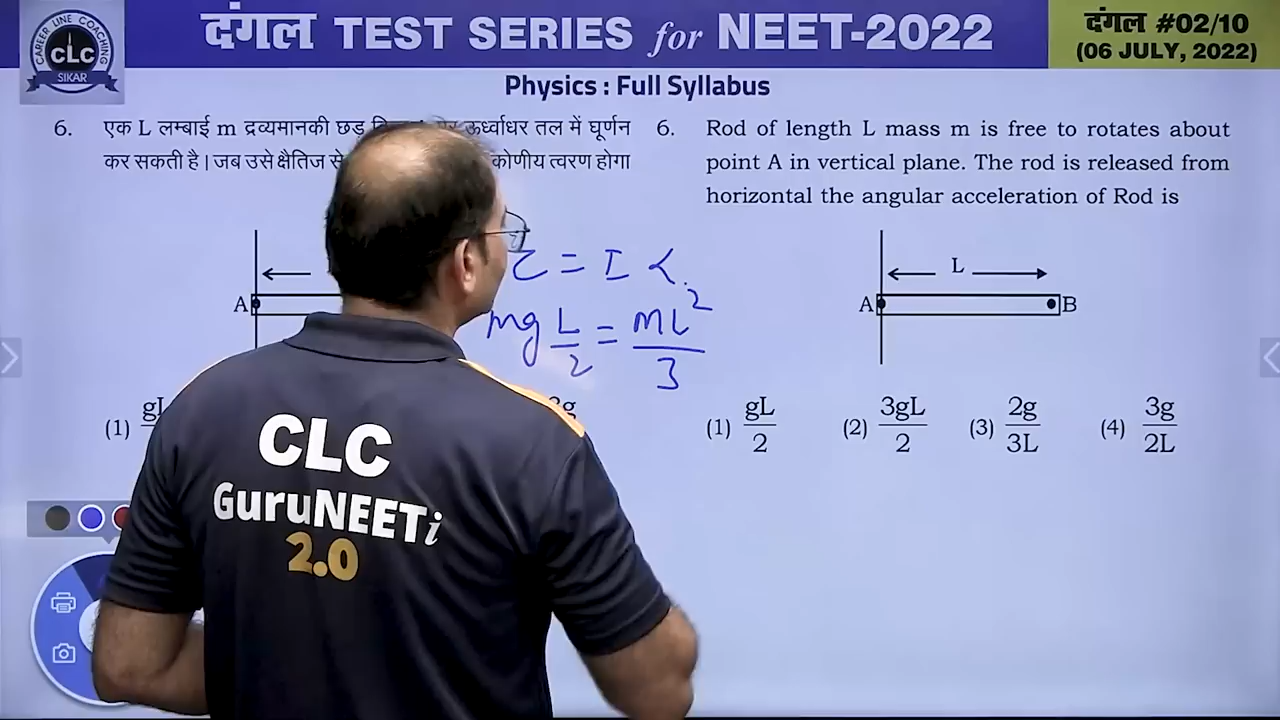 CAREER LINE COACHING
CLC
SIKAR
दंगल TEST SERIES for NEET-2022
दंगल #02/10
(06 JULY, 2022)
Physics : Full Syllabus
6. एक L लम्बाई m द्रव्यमानकी छड़ ऊर्ध्वाधर तल में घूर्णन
कर सकती है। जब उसे क्षैतिज से कोणीय त्वरण होगा
A
(1)
τ = I α
mg L/2 = ML²/3
6. Rod of length L mass m is free to rotates about
point A in vertical plane. The rod is released from
horizontal the angular acceleration of Rod is
L
A B
(1) gL/2 (2) 3gL/2 (3) 2g/3L (4) 3g/2L
CLC
GuruNEETi
2.0